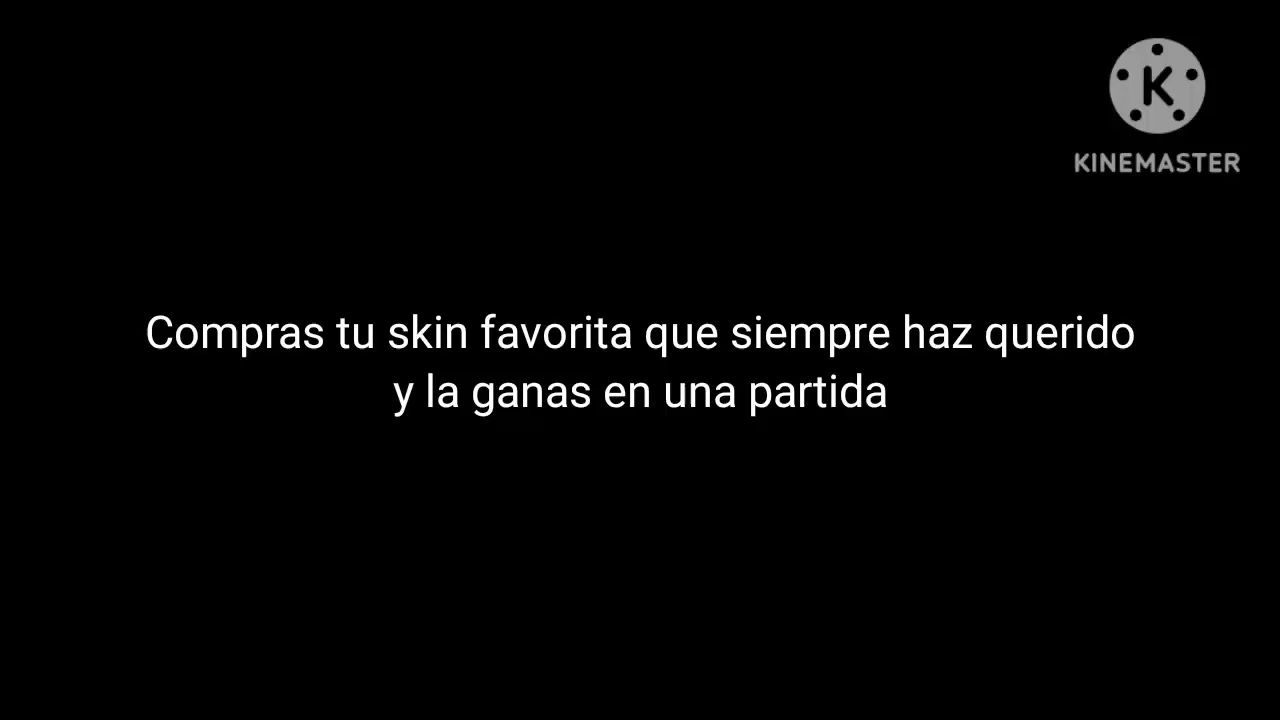 K
KINEMASTER
Compras tu skin favorita que siempre haz querido
y la ganas en una partida